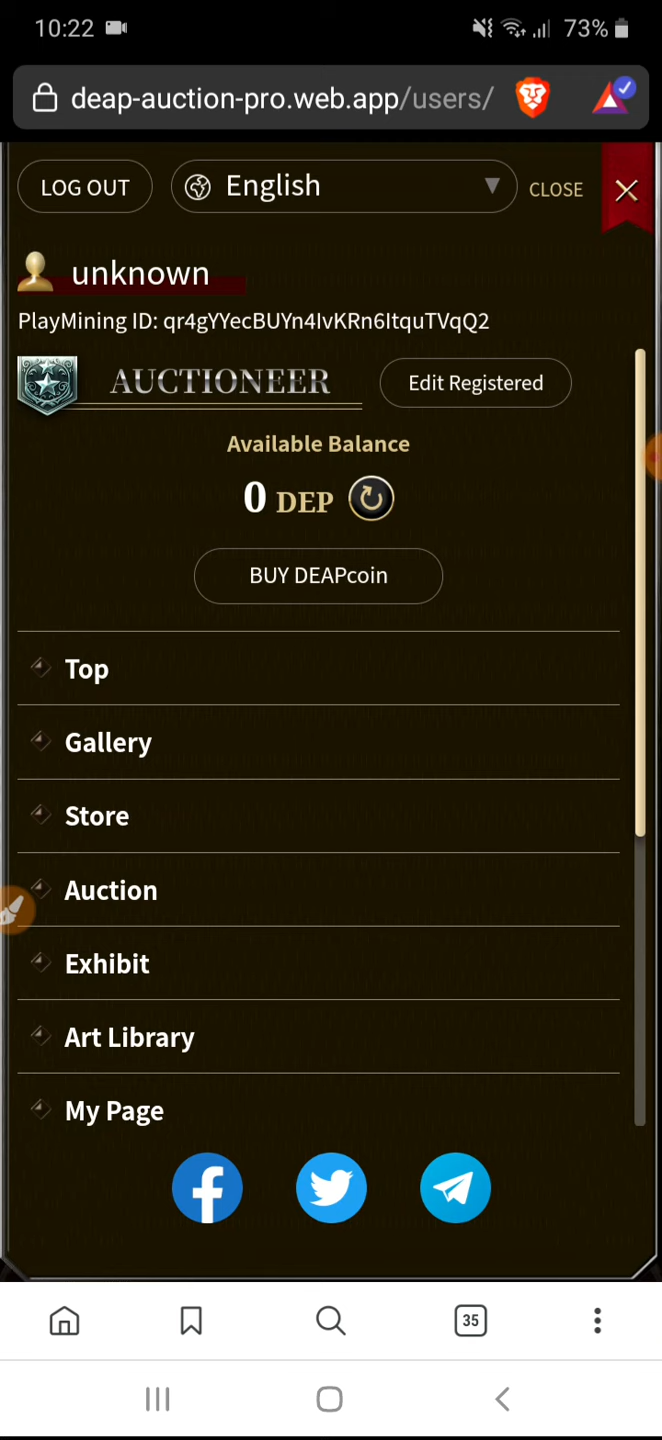 10:22 73%
deap-auction-pro.web.app/users/
LOG OUT English CLOSE
unknown
PlayMining ID: qr4gYYecBUYn4IvKRn6ItquTVqQ2
AUCTIONEER Edit Registered
Available Balance
0 DEP
BUY DEAPcoin
Top
Gallery
Store
Auction
Exhibit
Art Library
My Page
35